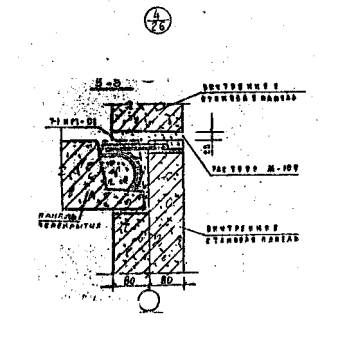 4
26
В-В
ВНУТРЕННЯЯ
СТЕНОВАЯ ПАНЕЛЬ
РАСТВОР М-100
ПАНЕЛЬ
ПЕРЕКРЫТИЯ
ВНУТРЕННЯЯ
СТЕНОВАЯ ПАНЕЛЬ
80 80